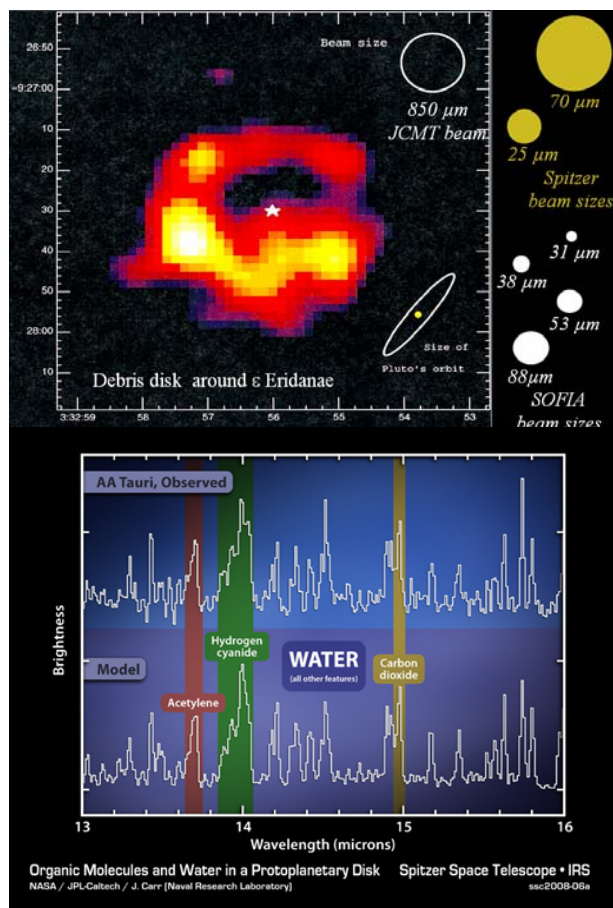 Beam size
850 μm
JCMT beam
70 μm
25 μm
Spitzer
beam sizes
31 μm
38 μm
53 μm
88μm
SOFIA
beam sizes
26:50
-9:27:00
10
20
30
40
50
28:00
10
Size of
Pluto's orbit
Debris disk around ε Eridanae
3:32:59
58
57
56
55
54
53
AA Tauri, Observed
Brightness
Hydrogen
cyanide
WATER
(all other features)
Carbon
dioxide
Model
Acetylene
13
14
15
16
Wavelength (microns)
Organic Molecules and Water in a Protoplanetary Disk
Spitzer Space Telescope • IRS
NASA / JPL-Caltech / J. Carr (Naval Research Laboratory)
ssc2008-06a